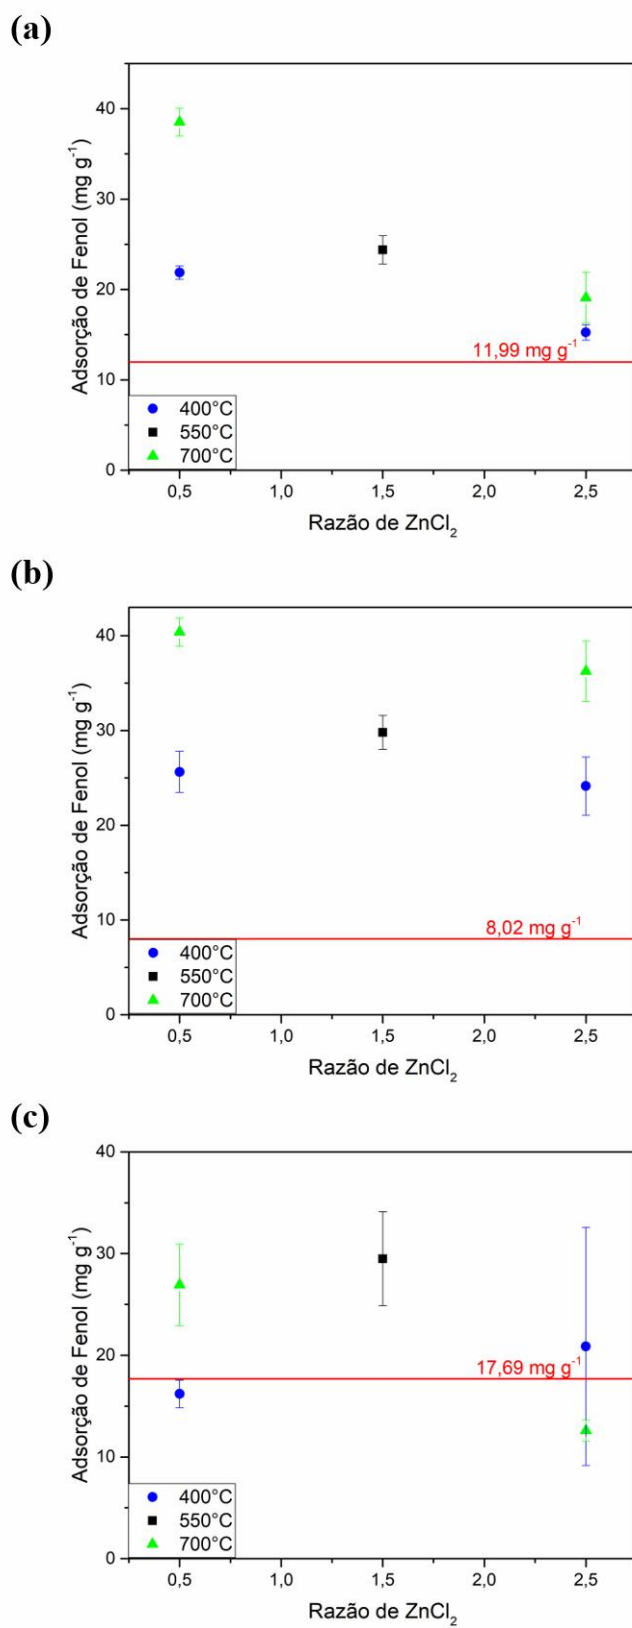 (a)
Adsorção de Fenol (mg g⁻¹)
40
30
20
10
0
11,99 mg g⁻¹
400°C
550°C
700°C
0,5 1,0 1,5 2,0 2,5
Razão de ZnCl₂
(b)
Adsorção de Fenol (mg g⁻¹)
40
30
20
10
0
8,02 mg g⁻¹
400°C
550°C
700°C
0,5 1,0 1,5 2,0 2,5
Razão de ZnCl₂
(c)
Adsorção de Fenol (mg g⁻¹)
40
30
20
10
0
17,69 mg g⁻¹
400°C
550°C
700°C
0,5 1,0 1,5 2,0 2,5
Razão de ZnCl₂